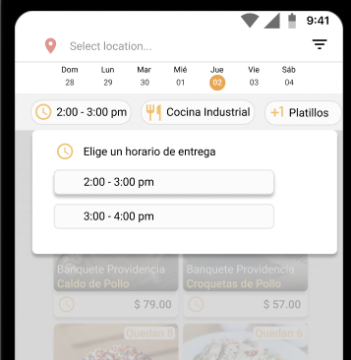 9:41
Select location...
Dom Lun Mar Mié Jue Vie Sáb
28 29 30 01 02 03 04
2:00 - 3:00 pm Cocina Industrial +1 Platillos
Elige un horario de entrega
2:00 - 3:00 pm
3:00 - 4:00 pm
Banquete Providencia Banquete Providencia
Caldo de Pollo Croquetas de Pollo
$ 79.00 $ 57.00
Quedan 6 Quedan 6